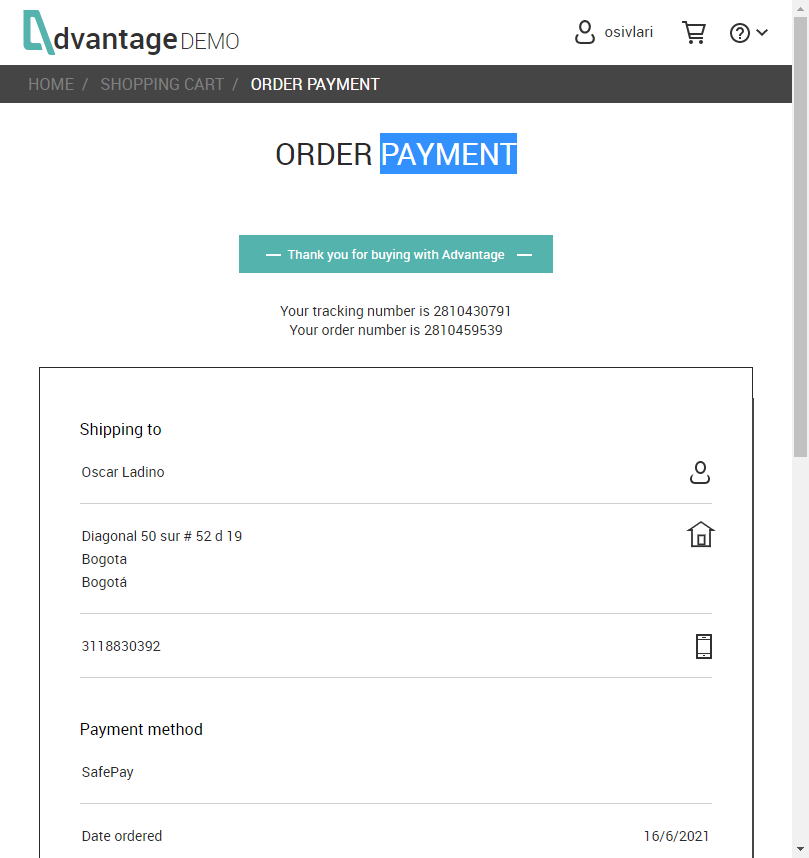 dvantage DEMO
osivlari
?
HOME / SHOPPING CART / ORDER PAYMENT
ORDER PAYMENT
Thank you for buying with Advantage
Your tracking number is 2810430791
Your order number is 2810459539
Shipping to
Oscar Ladino
Diagonal 50 sur # 52 d 19
Bogota
Bogotá
3118830392
Payment method
SafePay
Date ordered 16/6/2021